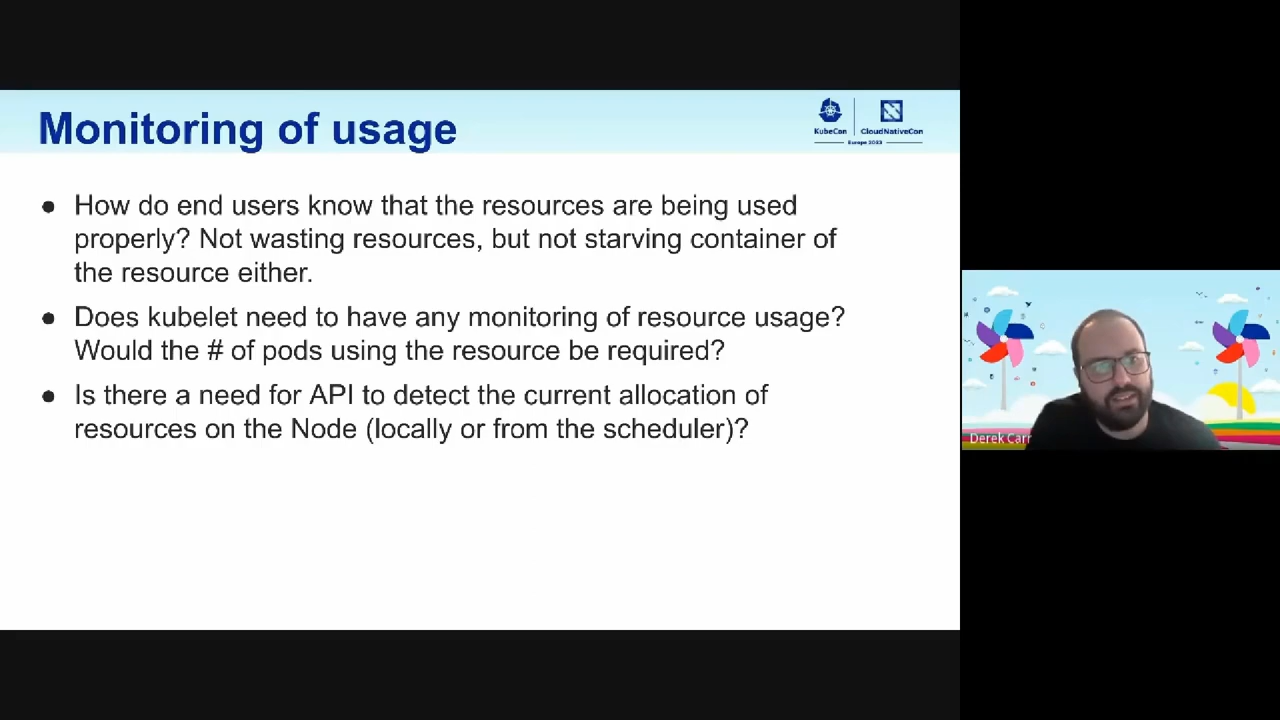 Monitoring of usage
KubeCon
CloudNativeCon
Europe 2023
● How do end users know that the resources are being used
properly? Not wasting resources, but not starving container of
the resource either.
● Does kubelet need to have any monitoring of resource usage?
Would the # of pods using the resource be required?
● Is there a need for API to detect the current allocation of
resources on the Node (locally or from the scheduler)?
Derek Carr